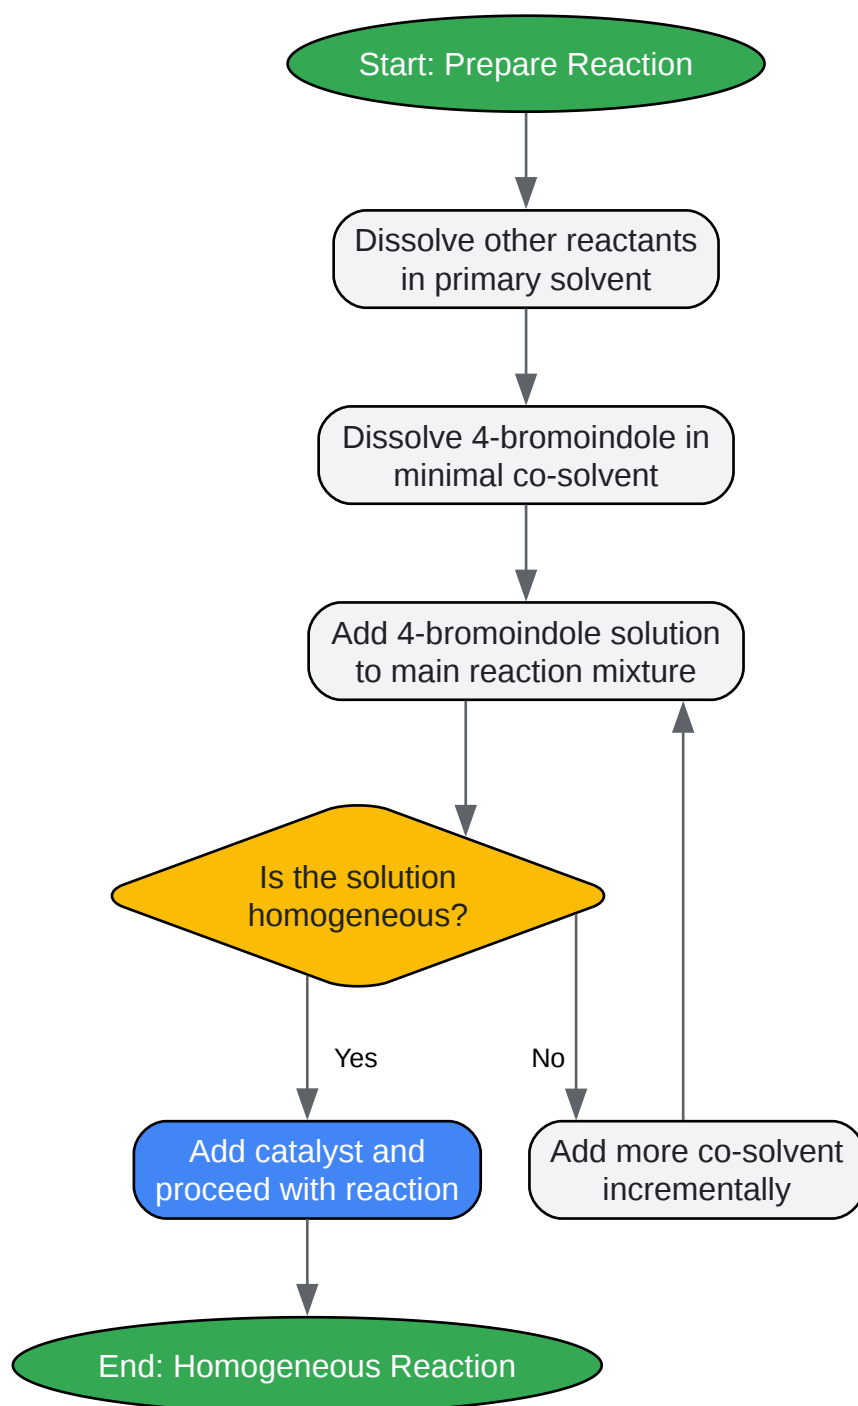 Start: Prepare Reaction
Dissolve other reactants
in primary solvent
Dissolve 4-bromoindole in
minimal co-solvent
Add 4-bromoindole solution
to main reaction mixture
Is the solution
homogeneous?
Yes
No
Add catalyst and
proceed with reaction
Add more co-solvent
incrementally
End: Homogeneous Reaction